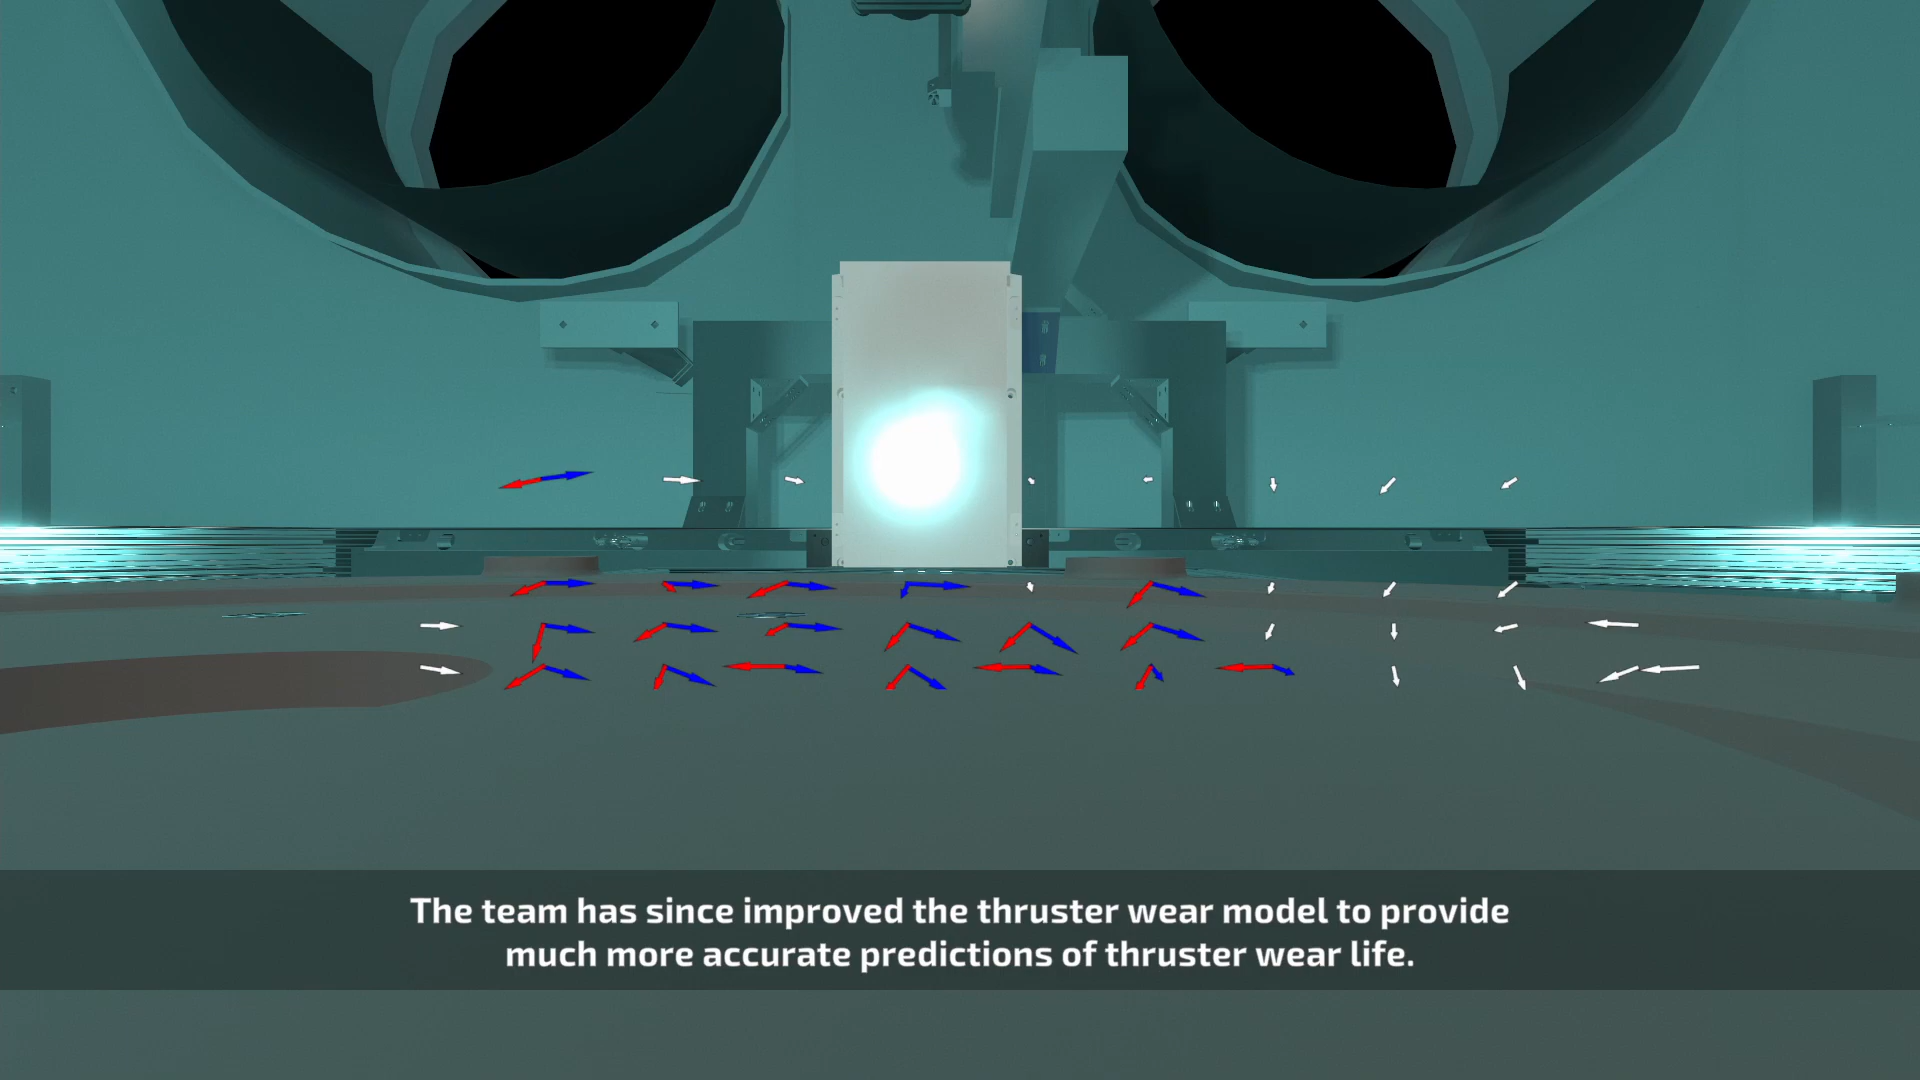 The team has since improved the thruster wear model to provide
much more accurate predictions of thruster wear life.